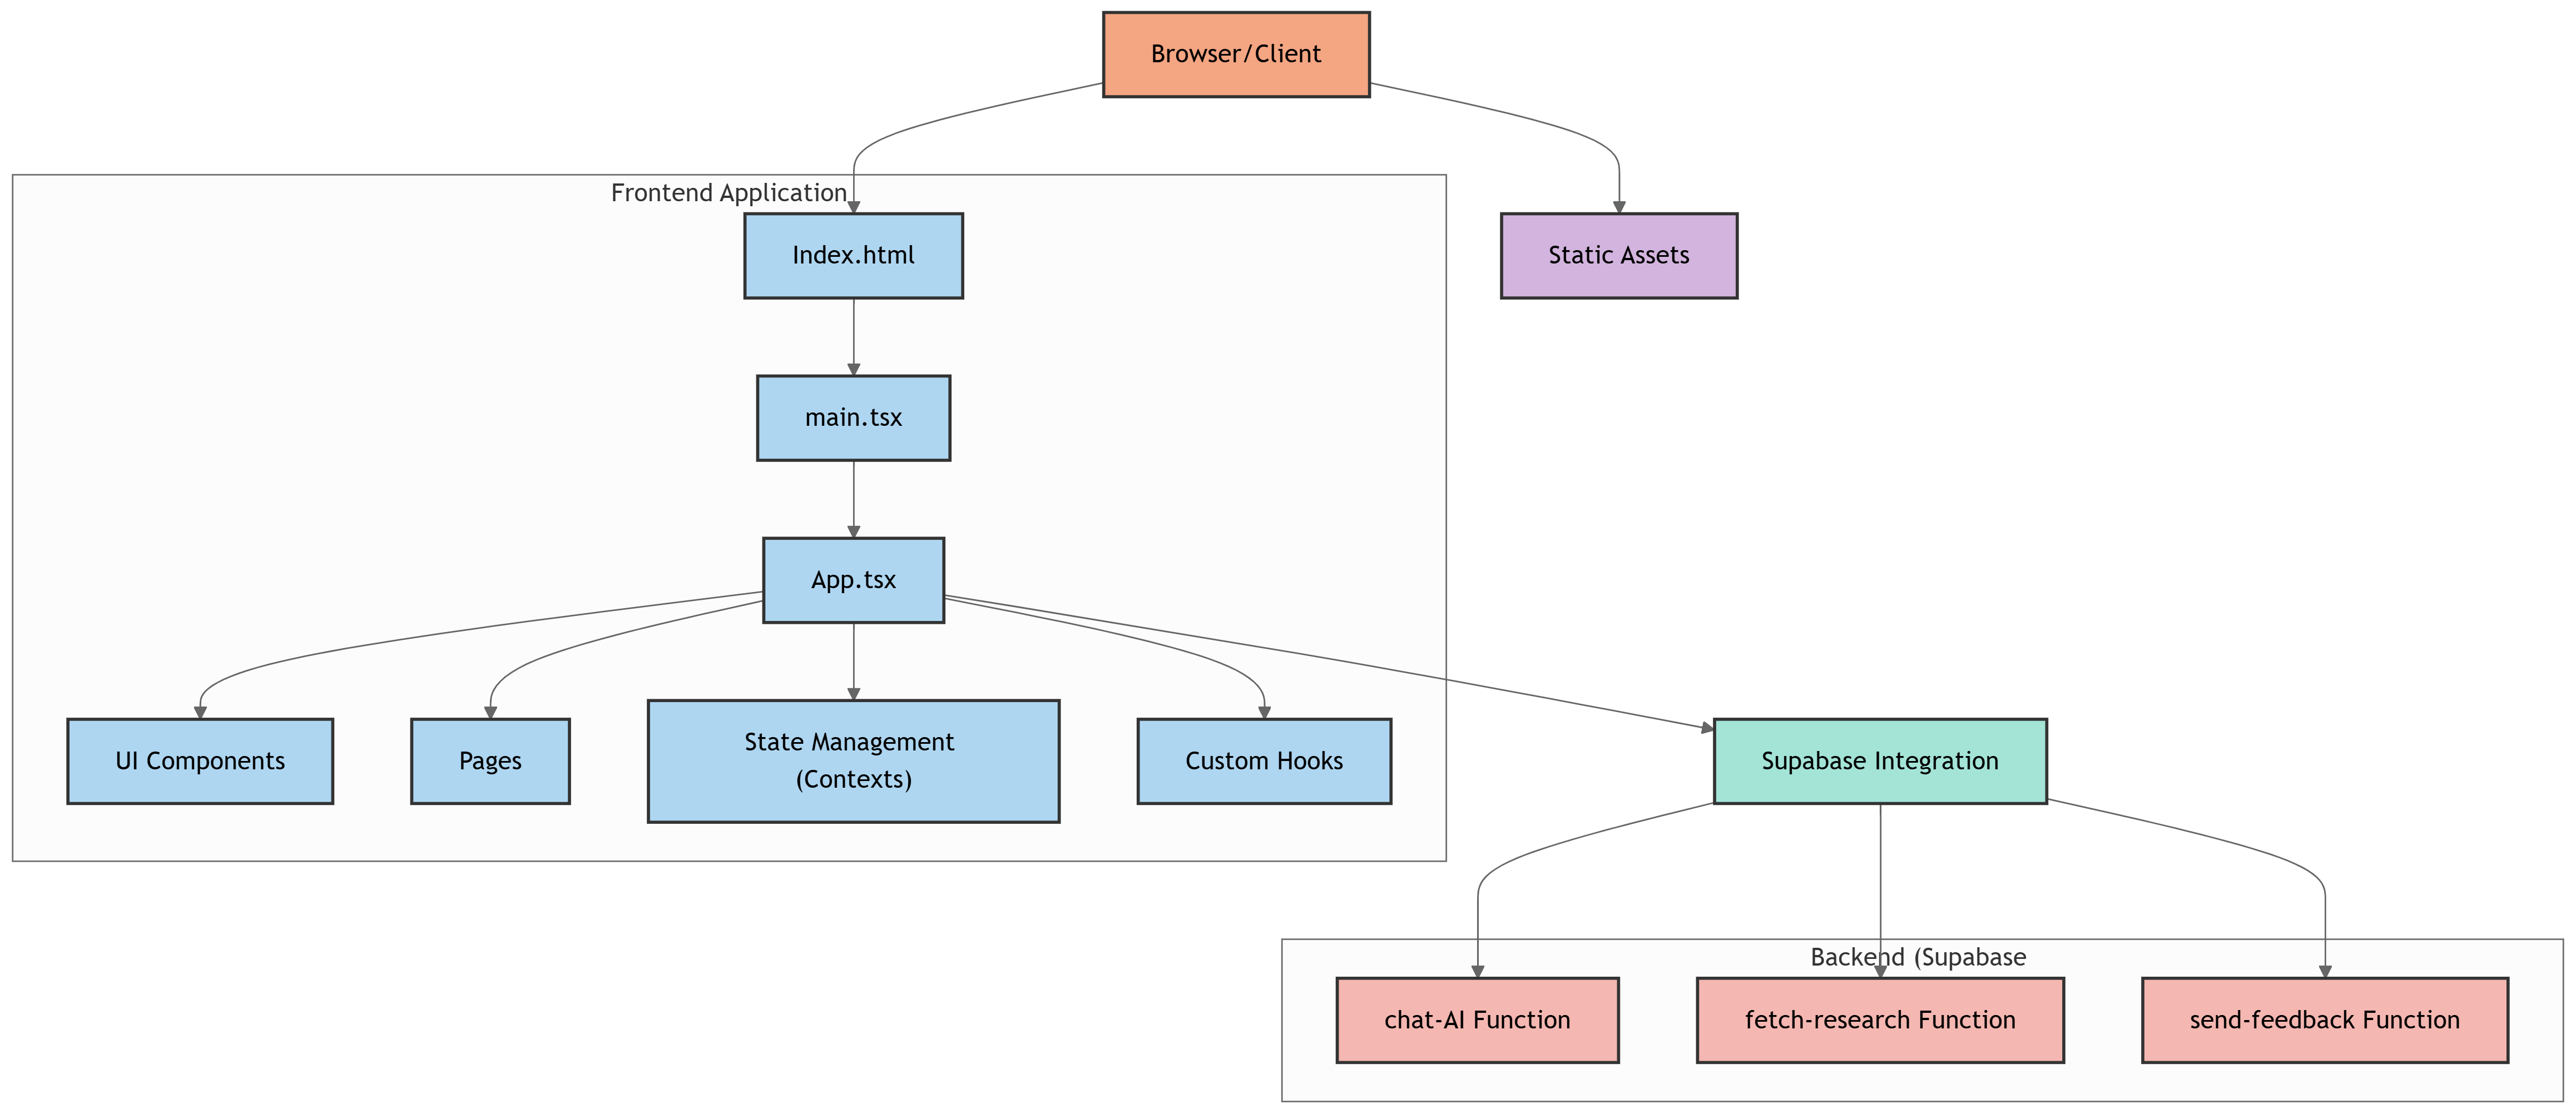 Browser/Client
Frontend Application
Index.html
Static Assets
main.tsx
App.tsx
UI Components
Pages
State Management
(Contexts)
Custom Hooks
Supabase Integration
Backend (Supabase
chat-AI Function
fetch-research Function
send-feedback Function